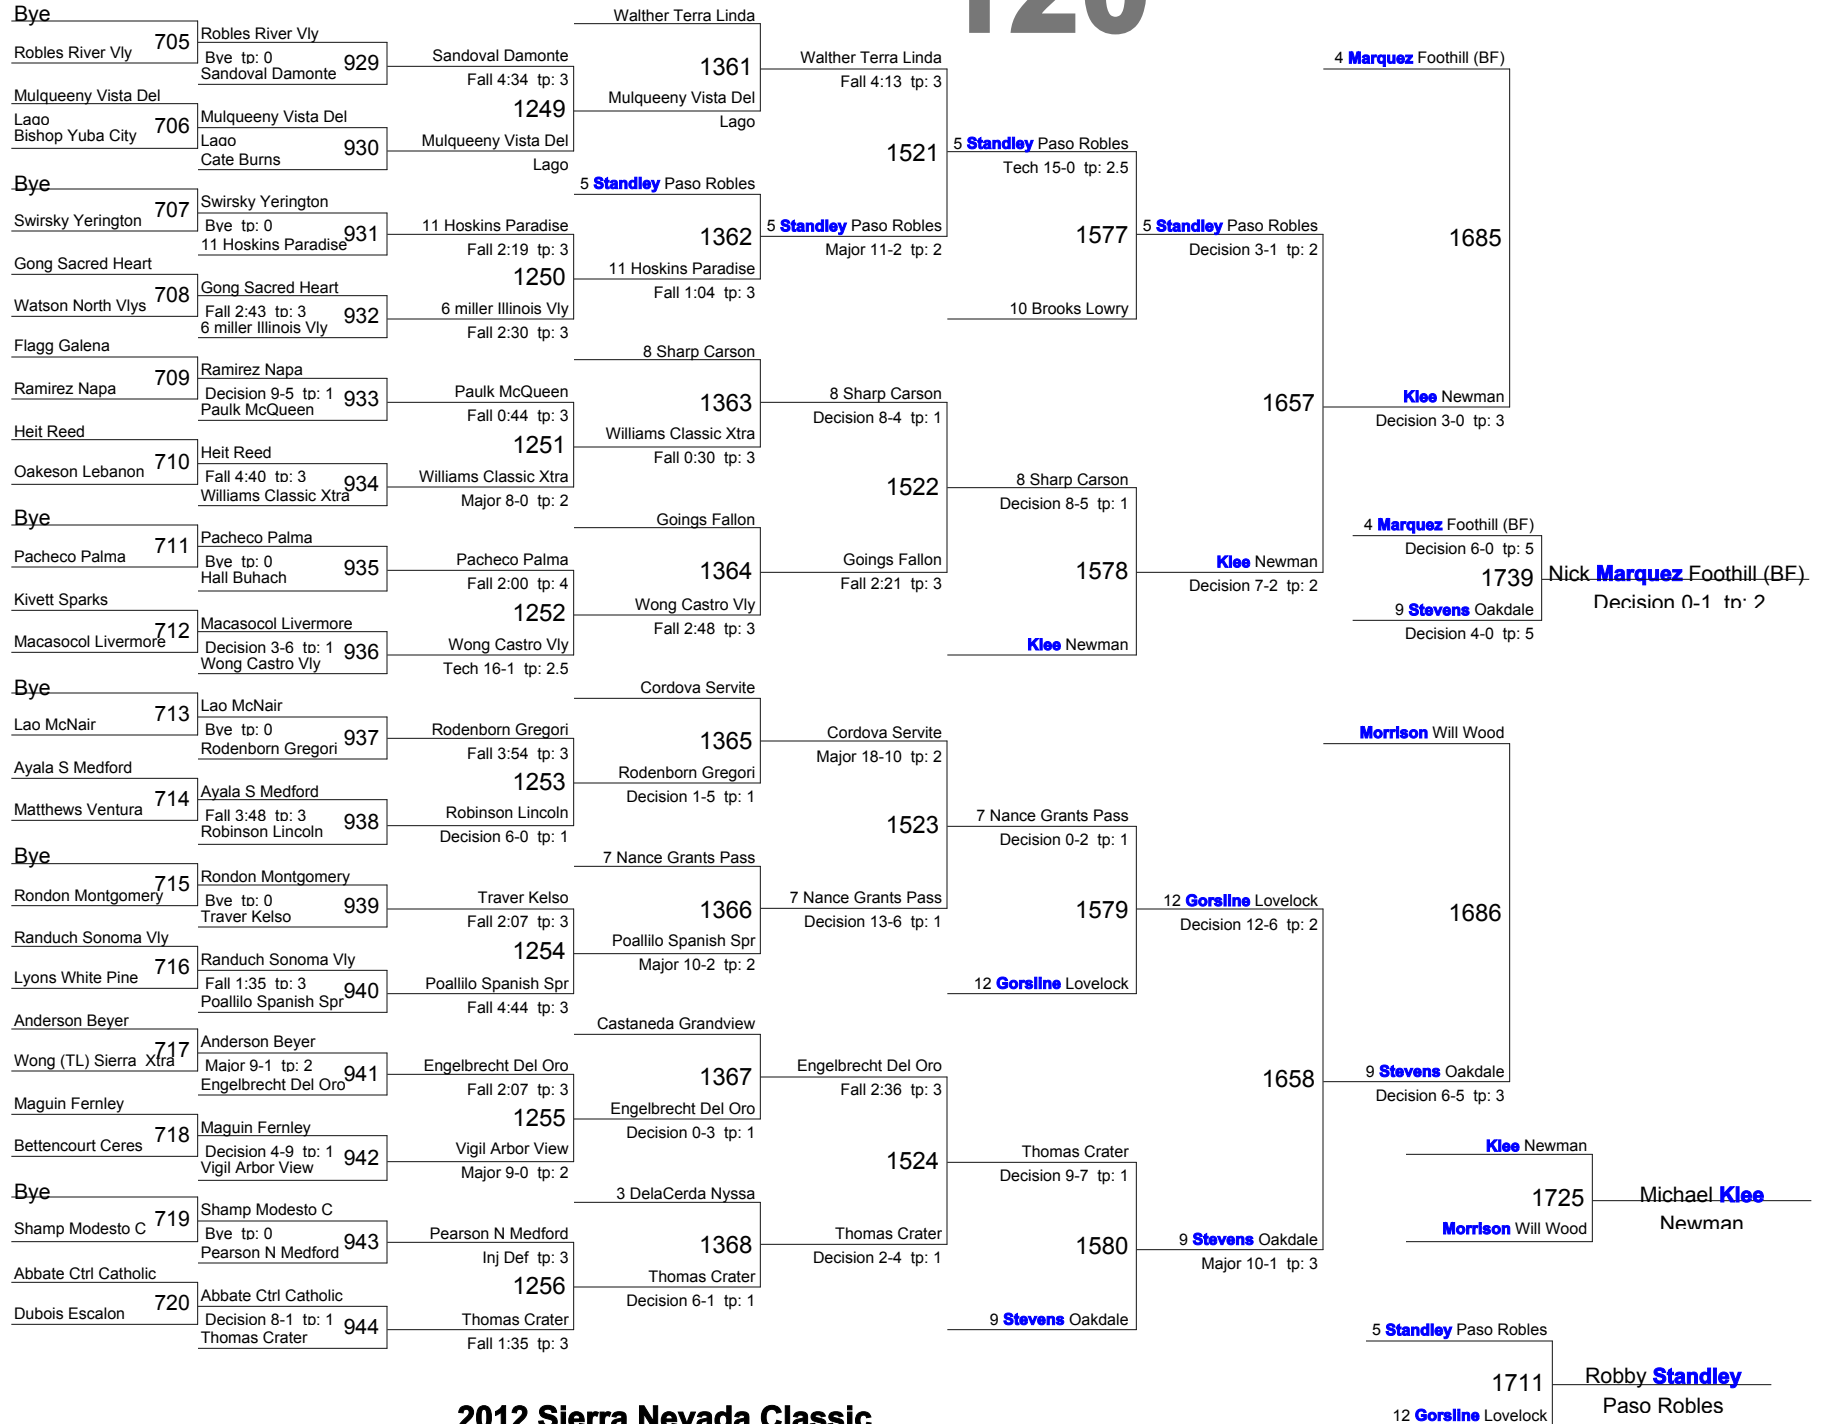 120
Bye
705
Robles River Vly
Mulqueeny Vista Del
Lago
706
Bishop Yuba City
Bye
707
Swirsky Yerington
Gong Sacred Heart
708
Watson North Vlys
Flagg Galena
709
Ramirez Napa
Heit Reed
710
Oakeson Lebanon
Bye
711
Pacheco Palma
Kivett Sparks
712
Macasocol Livermore
Bye
713
Lao McNair
Ayala S Medford
714
Matthews Ventura
Bye
715
Rondon Montgomery
Randuch Sonoma Vly
716
Lyons White Pine
Anderson Beyer
717
Wong (TL) Sierra Xtra
Maguin Fernley
718
Bettencourt Ceres
Bye
719
Shamp Modesto C
Abbate Ctrl Catholic
720
Dubois Escalon
Robles River Vly
Bye tp: 0
929
Sandoval Damonte
Mulqueeny Vista Del
Lago
930
Cate Burns
Swirsky Yerington
Bye tp: 0
931
11 Hoskins Paradise
Gong Sacred Heart
Fall 2:43 tp: 3
932
6 miller Illinois Vly
Ramirez Napa
Decision 9-5 tp: 1
933
Paulk McQueen
Heit Reed
Fall 4:40 tp: 3
934
Williams Classic Xtra
Pacheco Palma
Bye tp: 0
935
Hall Buhach
Macasocol Livermore
Decision 3-6 tp: 1
936
Wong Castro Vly
Lao McNair
Bye tp: 0
937
Rodenborn Gregori
Ayala S Medford
Fall 3:48 tp: 3
938
Robinson Lincoln
Rondon Montgomery
Bye tp: 0
939
Traver Kelso
Randuch Sonoma Vly
Fall 1:35 tp: 3
940
Poallilo Spanish Spr
Anderson Beyer
Major 9-1 tp: 2
941
Engelbrecht Del Oro
Maguin Fernley
Decision 4-9 tp: 1
942
Vigil Arbor View
Shamp Modesto C
Bye tp: 0
943
Pearson N Medford
Abbate Ctrl Catholic
Decision 8-1 tp: 1
944
Thomas Crater
Sandoval Damonte
Fall 4:34 tp: 3
1249
Mulqueeny Vista Del
Lago
11 Hoskins Paradise
Fall 2:19 tp: 3
1250
6 miller Illinois Vly
Fall 2:30 tp: 3
Paulk McQueen
Fall 0:44 tp: 3
1251
Williams Classic Xtra
Major 8-0 tp: 2
Pacheco Palma
Fall 2:00 tp: 4
1252
Wong Castro Vly
Tech 16-1 tp: 2.5
Rodenborn Gregori
Fall 3:54 tp: 3
1253
Robinson Lincoln
Decision 6-0 tp: 1
Traver Kelso
Fall 2:07 tp: 3
1254
Poallilo Spanish Spr
Fall 4:44 tp: 3
Engelbrecht Del Oro
Fall 2:07 tp: 3
1255
Vigil Arbor View
Major 9-0 tp: 2
Pearson N Medford
Inj Def tp: 3
1256
Thomas Crater
Fall 1:35 tp: 3
Walther Terra Linda
1361
Mulqueeny Vista Del
Lago
5 Standley Paso Robles
1362
11 Hoskins Paradise
Fall 1:04 tp: 3
8 Sharp Carson
1363
Williams Classic Xtra
Fall 0:30 tp: 3
Goings Fallon
1364
Wong Castro Vly
Fall 2:48 tp: 3
Cordova Servite
1365
Rodenborn Gregori
Decision 1-5 tp: 1
7 Nance Grants Pass
1366
Poallilo Spanish Spr
Major 10-2 tp: 2
Castaneda Grandview
1367
Engelbrecht Del Oro
Decision 0-3 tp: 1
3 DelaCerda Nyssa
1368
Thomas Crater
Decision 6-1 tp: 1
Walther Terra Linda
Fall 4:13 tp: 3
1521
5 Standley Paso Robles
Major 11-2 tp: 2
8 Sharp Carson
Decision 8-4 tp: 1
1522
Goings Fallon
Fall 2:21 tp: 3
Cordova Servite
Major 18-10 tp: 2
1523
7 Nance Grants Pass
Decision 13-6 tp: 1
Engelbrecht Del Oro
Fall 2:36 tp: 3
1524
Thomas Crater
Decision 2-4 tp: 1
5 Standley Paso Robles
Tech 15-0 tp: 2.5
1577
10 Brooks Lowry
8 Sharp Carson
Decision 8-5 tp: 1
1578
Klee Newman
7 Nance Grants Pass
Decision 0-2 tp: 1
1579
12 Gorsline Lovelock
Thomas Crater
Decision 9-7 tp: 1
1580
9 Stevens Oakdale
5 Standley Paso Robles
Decision 3-1 tp: 2
1657
Klee Newman
Decision 7-2 tp: 2
12 Gorsline Lovelock
Decision 12-6 tp: 2
1658
9 Stevens Oakdale
Major 10-1 tp: 3
4 Marquez Foothill (BF)
1685
Klee Newman
Decision 3-0 tp: 3
4 Marquez Foothill (BF)
Decision 6-0 tp: 5
1739
9 Stevens Oakdale
Decision 4-0 tp: 5
Nick Marquez Foothill (BF)
Decision 0-1 tp: 2
Morrison Will Wood
1686
9 Stevens Oakdale
Decision 6-5 tp: 3
Klee Newman
1725
Morrison Will Wood
Michael Klee
Newman
5 Standley Paso Robles
1711
12 Gorsline Lovelock
Robby Standley
Paso Robles
2012 Sierra Nevada Classic